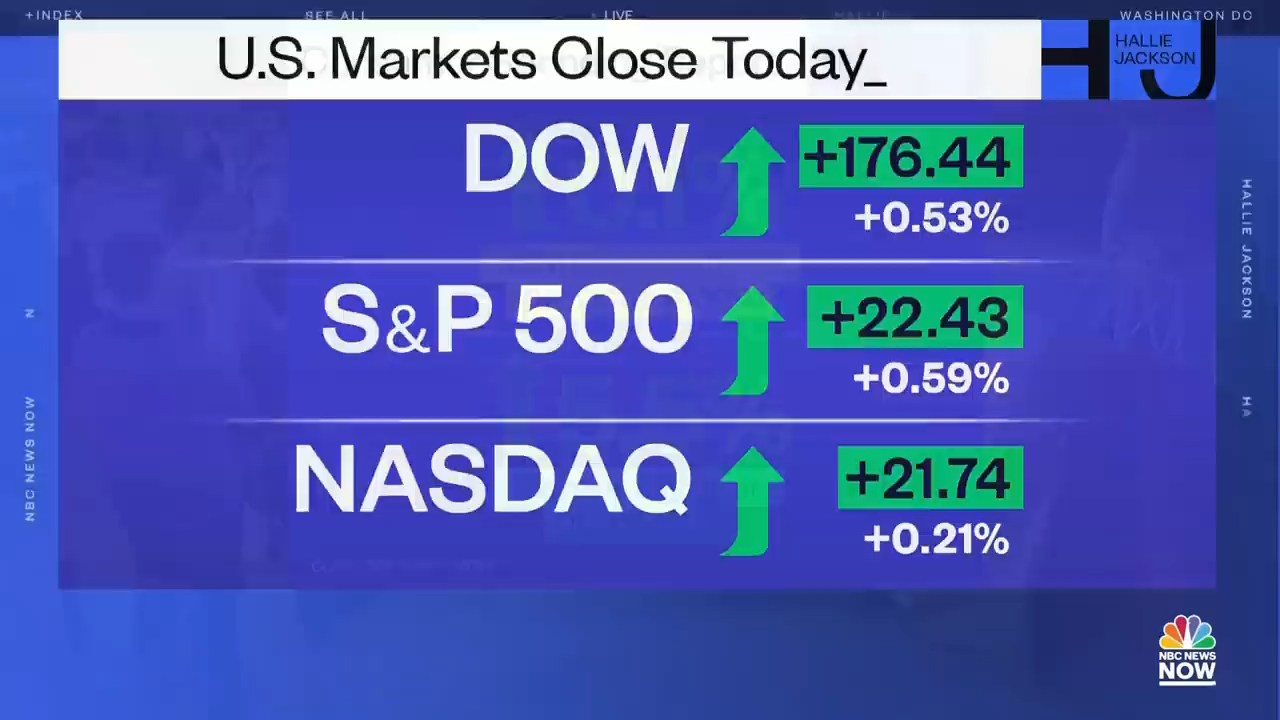 +INDEX
SEE ALL
LIVE
WASHINGTON DC
U.S. Markets Close Today_
HALLIE
JACKSON
DOW
+176.44
+0.53%
S&P 500
+22.43
+0.59%
NASDAQ
+21.74
+0.21%
N
NBC NEWS NOW
HALLIE JACKSON
HA
NBC NEWS
NOW